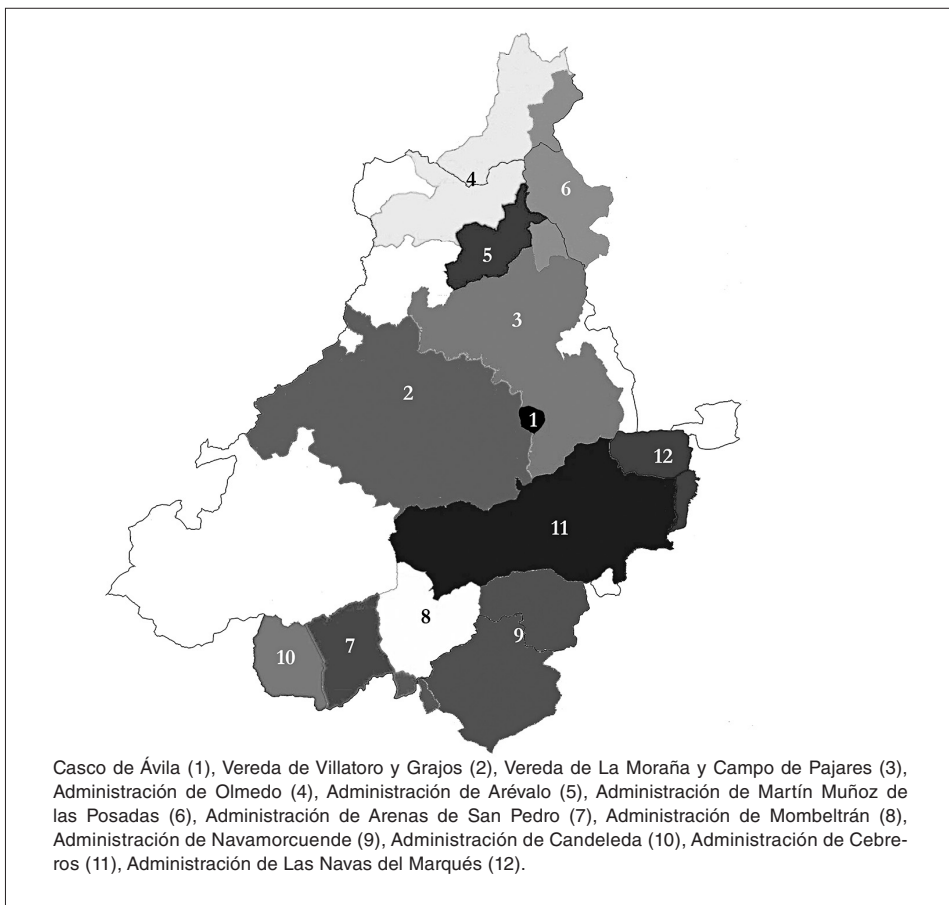 4
6
5
3
2
1
12
11
8
9
7
10
Casco de Ávila (1), Vereda de Villatoro y Grajos (2), Vereda de La Moraña y Campo de Pajares (3),
Administración de Olmedo (4), Administración de Arévalo (5), Administración de Martín Muñoz de
las Posadas (6), Administración de Arenas de San Pedro (7), Administración de Mombeltrán (8),
Administración de Navamorcuende (9), Administración de Candeleda (10), Administración de Cebre-
ros (11), Administración de Las Navas del Marqués (12).